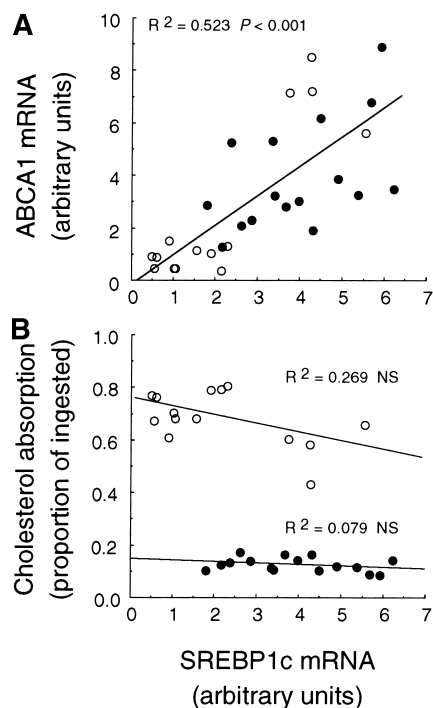 A
R 2 = 0.523 P < 0.001
ABCA1 mRNA
(arbitrary units)
10
8
6
4
2
0
0 1 2 3 4 5 6 7
B
Cholesterol absorption
(proportion of ingested)
1.0
0.8
0.6
0.4
0.2
0.0
R 2 = 0.269 NS
R 2 = 0.079 NS
0 1 2 3 4 5 6 7
SREBP1c mRNA
(arbitrary units)